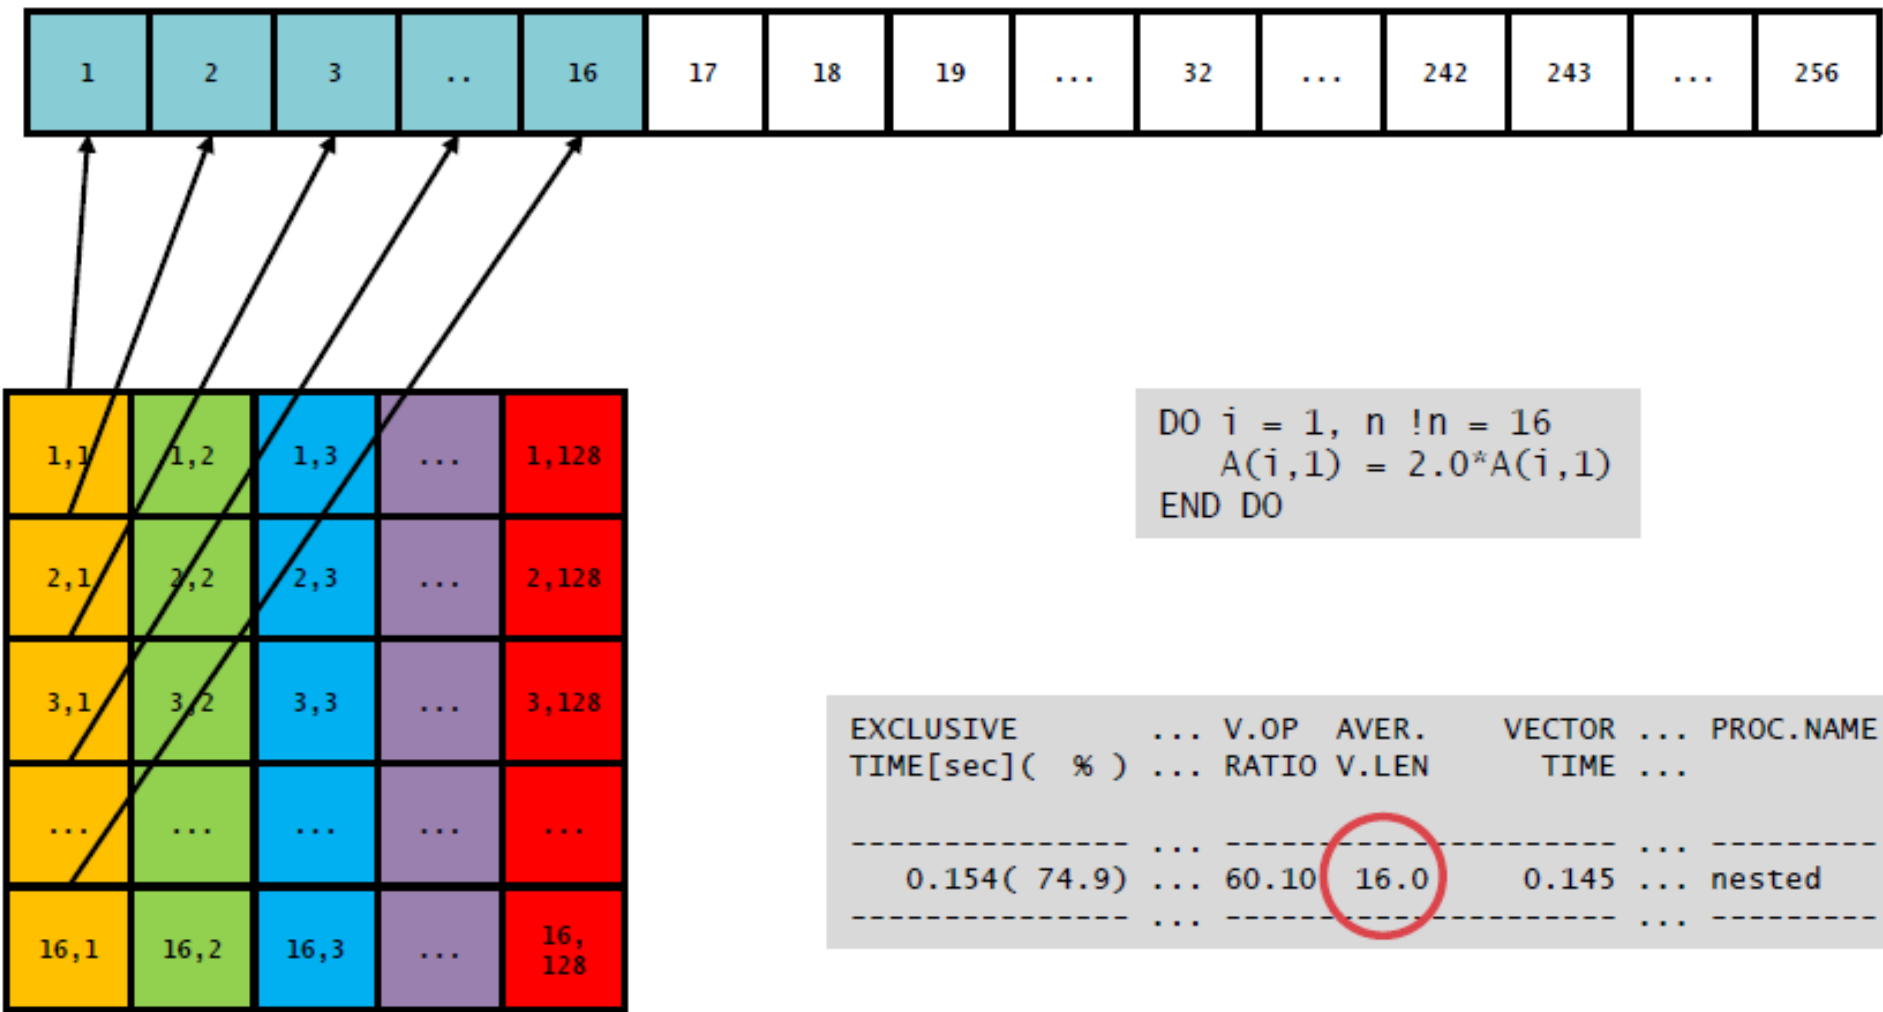 1 2 3 .. 16 17 18 19 ... 32 ... 242 243 ... 256
1,1 1,2 1,3 ... 1,128
2,1 2,2 2,3 ... 2,128
3,1 3,2 3,3 ... 3,128
... ... ... ... ...
16,1 16,2 16,3 ... 16,
128
DO i = 1, n !n = 16
A(i,1) = 2.0*A(i,1)
END DO
EXCLUSIVE ... V.OP AVER. VECTOR ... PROC.NAME
TIME[sec]( % ) ... RATIO V.LEN TIME ...
--------------- ... --------------------- ... ---------
0.154( 74.9) ... 60.10 16.0 0.145 ... nested
--------------- ... --------------------- ... ---------